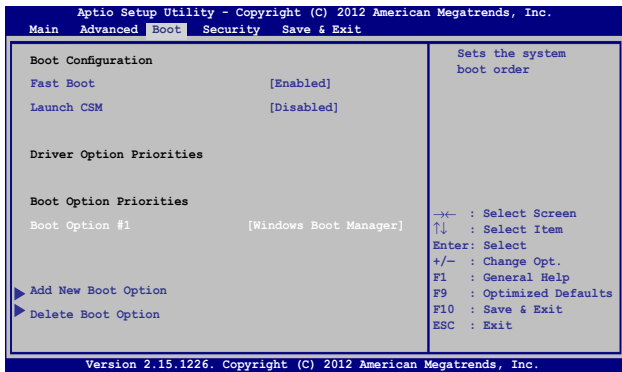 Aptio Setup Utility - Copyright (C) 2012 American Megatrends, Inc.
Main Advanced Boot Security Save & Exit
Boot Configuration
Fast Boot [Enabled]
Launch CSM [Disabled]
Driver Option Priorities
Boot Option Priorities
Boot Option #1 [Windows Boot Manager]
Add New Boot Option
Delete Boot Option
Sets the system
boot order
→← : Select Screen
↑↓ : Select Item
Enter: Select
+/— : Change Opt.
F1 : General Help
F9 : Optimized Defaults
F10 : Save & Exit
ESC : Exit
Version 2.15.1226. Copyright (C) 2012 American Megatrends, Inc.